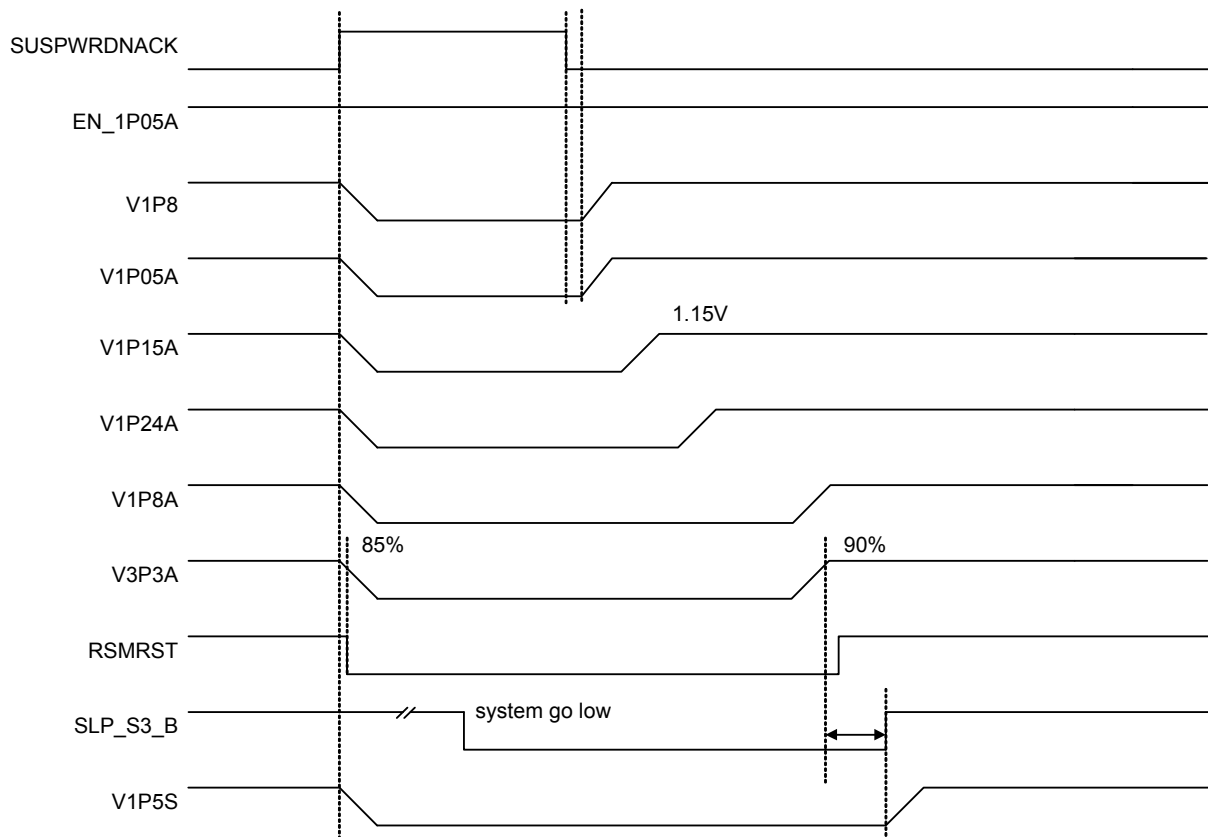 SUSPWRDNACK
EN_1P05A
V1P8
V1P05A
1.15V
V1P15A
V1P24A
V1P8A
85% 90%
V3P3A
RSMRST
system go low
SLP_S3_B
V1P5S